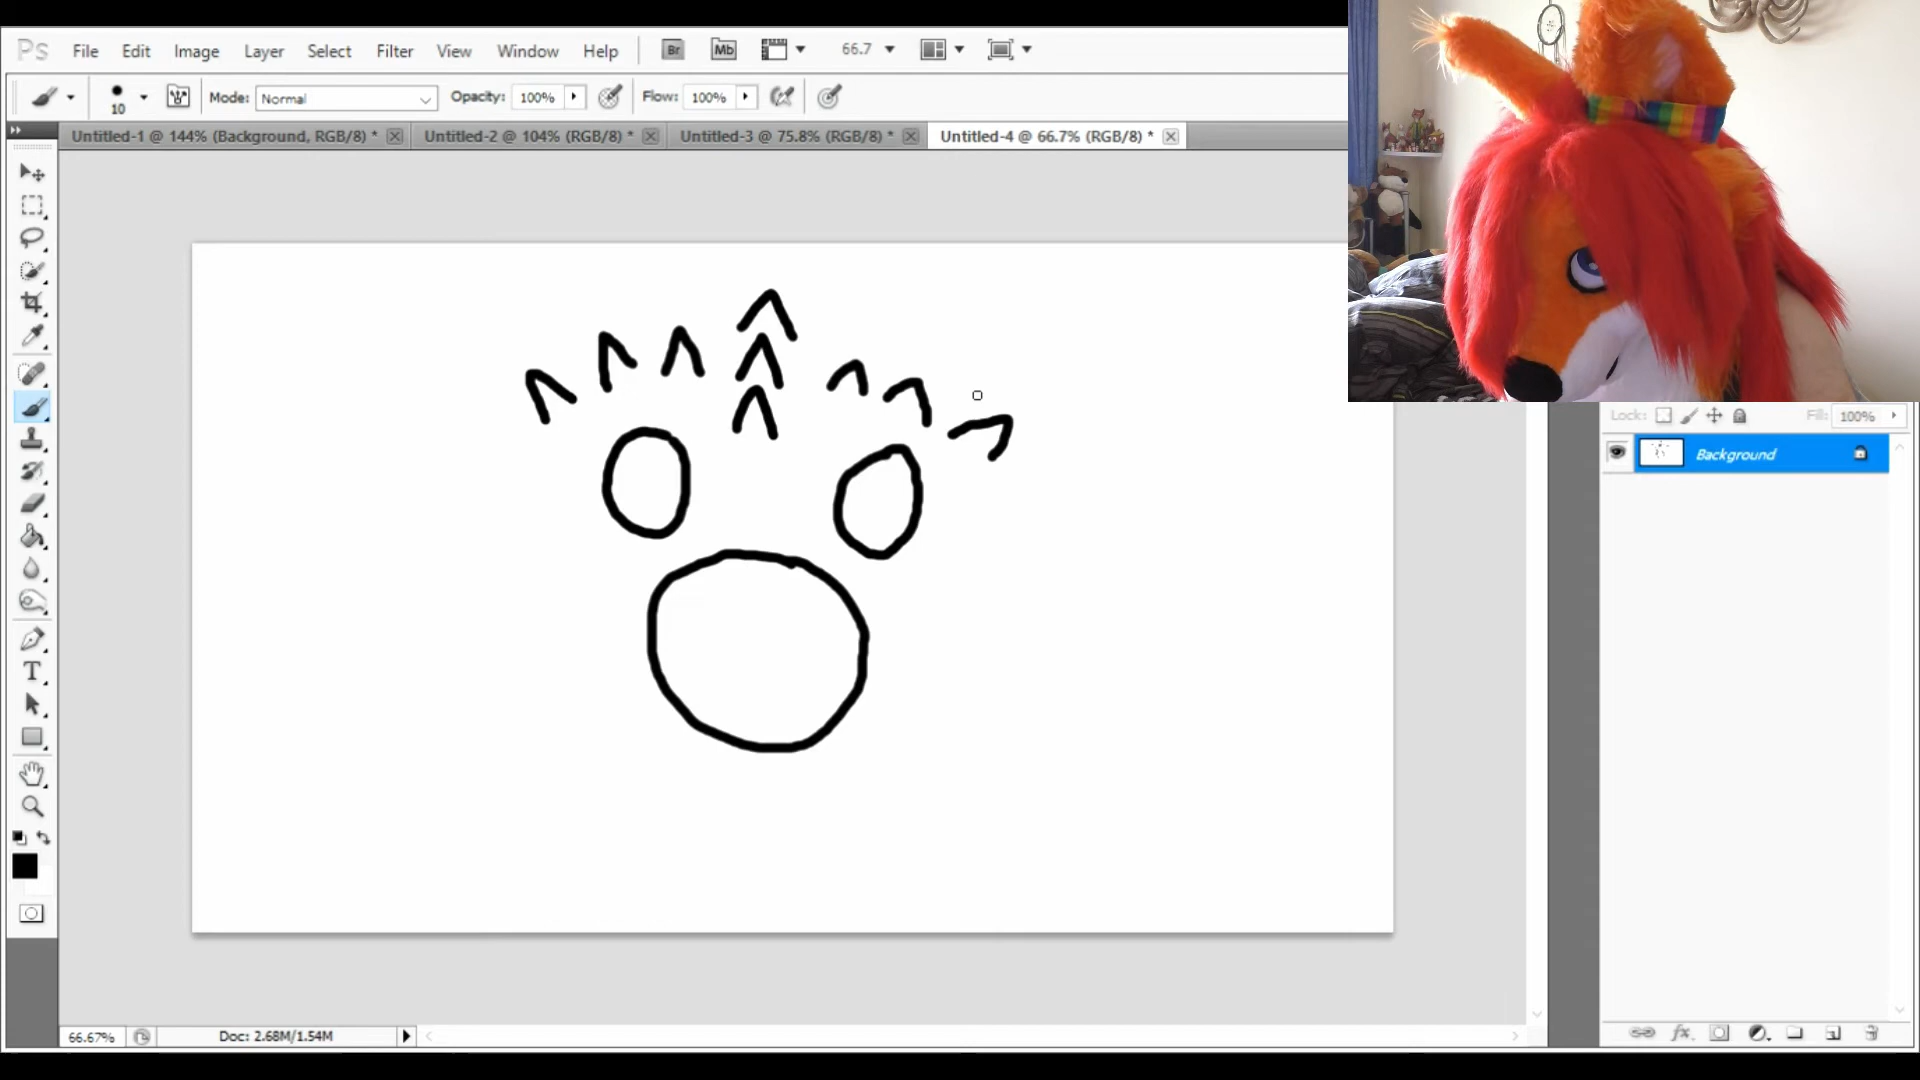 Ps File Edit Image Layer Select Filter View Window Help Br Mb 66.7
10 Mode: Normal Opacity: 100% Flow: 100%
Untitled-1 @ 144% (Background, RGB/8) * Untitled-2 @ 104% (RGB/8) * Untitled-3 @ 75.8% (RGB/8) * Untitled-4 @ 66.7% (RGB/8) *
Lock: Fill: 100%
Background
T
66.67% Doc: 2.68M/1.54M
fx